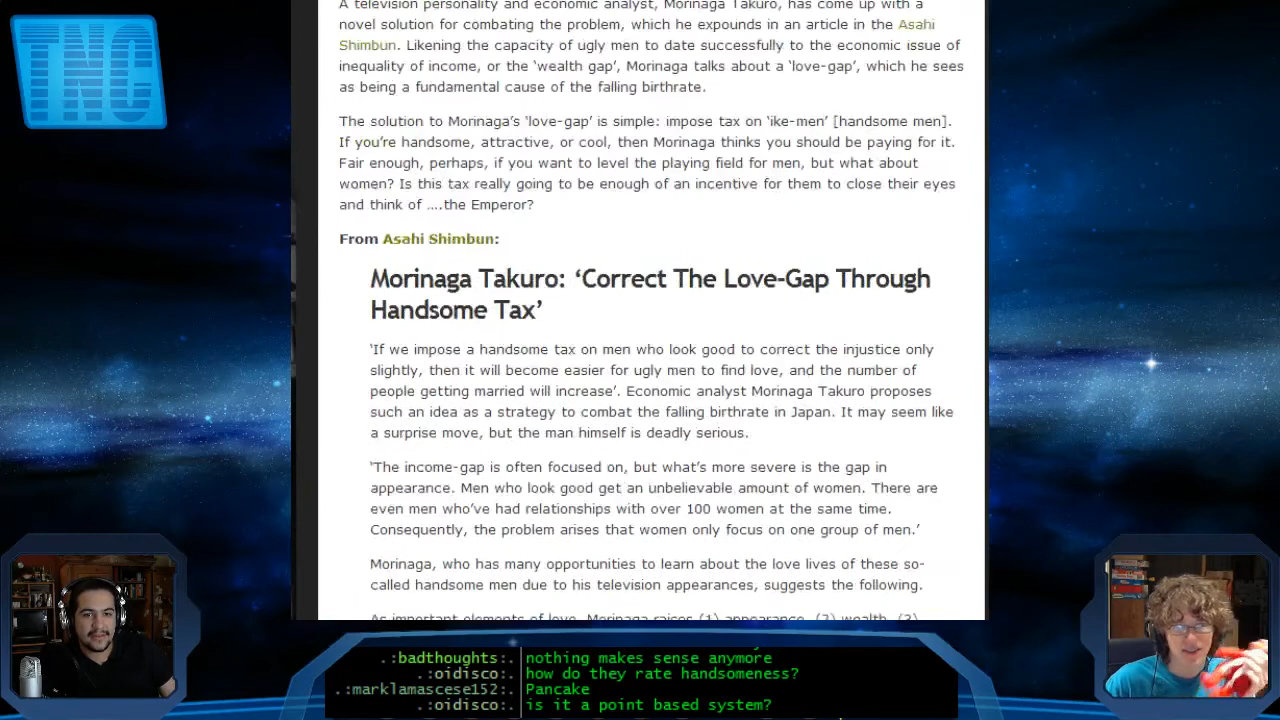 TNC
A television personality and economic analyst, Morinaga Takuro, has come up with a
novel solution for combating the problem, which he expounds in an article in the Asahi
Shimbun. Likening the capacity of ugly men to date successfully to the economic issue of
inequality of income, or the ‘wealth gap’, Morinaga talks about a ‘love-gap’, which he sees
as being a fundamental cause of the falling birthrate.
The solution to Morinaga’s ‘love-gap’ is simple: impose tax on ‘ike-men’ [handsome men].
If you’re handsome, attractive, or cool, then Morinaga thinks you should be paying for it.
Fair enough, perhaps, if you want to level the playing field for men, but what about
women? Is this tax really going to be enough of an incentive for them to close their eyes
and think of ….the Emperor?
From Asahi Shimbun:
Morinaga Takuro: ‘Correct The Love-Gap Through
Handsome Tax’
‘If we impose a handsome tax on men who look good to correct the injustice only
slightly, then it will become easier for ugly men to find love, and the number of
people getting married will increase’. Economic analyst Morinaga Takuro proposes
such an idea as a strategy to combat the falling birthrate in Japan. It may seem like
a surprise move, but the man himself is deadly serious.
‘The income-gap is often focused on, but what’s more severe is the gap in
appearance. Men who look good get an unbelievable amount of women. There are
even men who’ve had relationships with over 100 women at the same time.
Consequently, the problem arises that women only focus on one group of men.’
Morinaga, who has many opportunities to learn about the love lives of these so-
called handsome men due to his television appearances, suggests the following.
As important elements of love, Morinaga raises (1) appearance, (2) wealth, (3)
.:badthoughts:. nothing makes sense anymore
.:oidisco:. how do they rate handsomeness?
.:marklamascese152:. Pancake
.:oidisco:. is it a point based system?